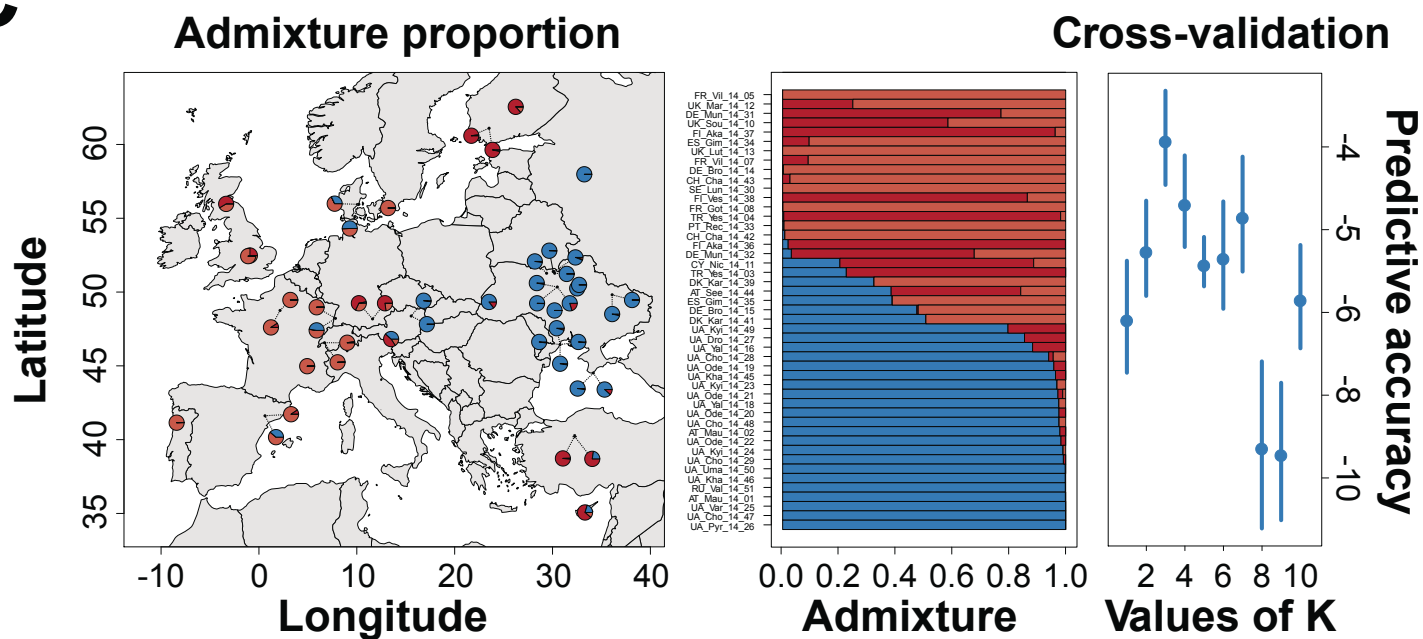 Admixture proportion
Cross-validation
Latitude
60
55
50
45
40
35
-10 0 10 20 30 40
Longitude
FR_Vil_14_05
UK_Mar_14_12
DE_Mun_14_31
UK_Sou_14_10
FI_Aka_14_37
ES_Gim_14_34
UK_Lut_14_13
FR_Vil_14_07
DE_Bro_14_14
CH_Cha_14_43
SE_Lun_14_30
FI_Ves_14_38
FR_Got_14_08
TR_Yes_14_04
PT_Rec_14_33
CH_Cha_14_42
FI_Aka_14_36
DE_Mun_14_32
CY_Nic_14_11
TR_Yes_14_03
DK_Kar_14_39
AT_See_14_44
ES_Gim_14_35
DE_Bro_14_15
DK_Kar_14_41
UA_Kyi_14_49
UA_Dro_14_27
UA_Yal_14_16
UA_Cho_14_28
UA_Ode_14_19
UA_Kha_14_45
UA_Kyi_14_23
UA_Ode_14_21
UA_Yal_14_18
UA_Ode_14_20
UA_Cho_14_48
AT_Mau_14_02
UA_Ode_14_22
UA_Kyi_14_24
UA_Cho_14_29
UA_Uma_14_50
UA_Kha_14_46
RU_Val_14_51
AT_Mau_14_01
UA_Var_14_25
UA_Cho_14_47
UA_Pyr_14_26
0.0 0.2 0.4 0.6 0.8 1.0
Admixture
-4
-5
-6
-8
-10
Predictive accuracy
2 4 6 8 10
Values of K